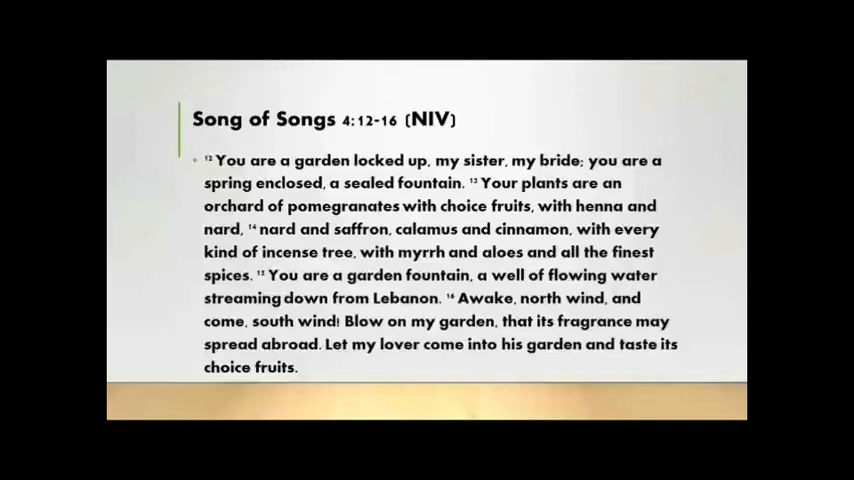 Song of Songs 4:12-16 (NIV)
• ¹² You are a garden locked up, my sister, my bride; you are a
spring enclosed, a sealed fountain. ¹³ Your plants are an
orchard of pomegranates with choice fruits, with henna and
nard, ¹⁴ nard and saffron, calamus and cinnamon, with every
kind of incense tree, with myrrh and aloes and all the finest
spices. ¹⁵ You are a garden fountain, a well of flowing water
streaming down from Lebanon. ¹⁶ Awake, north wind, and
come, south wind! Blow on my garden, that its fragrance may
spread abroad. Let my lover come into his garden and taste its
choice fruits.